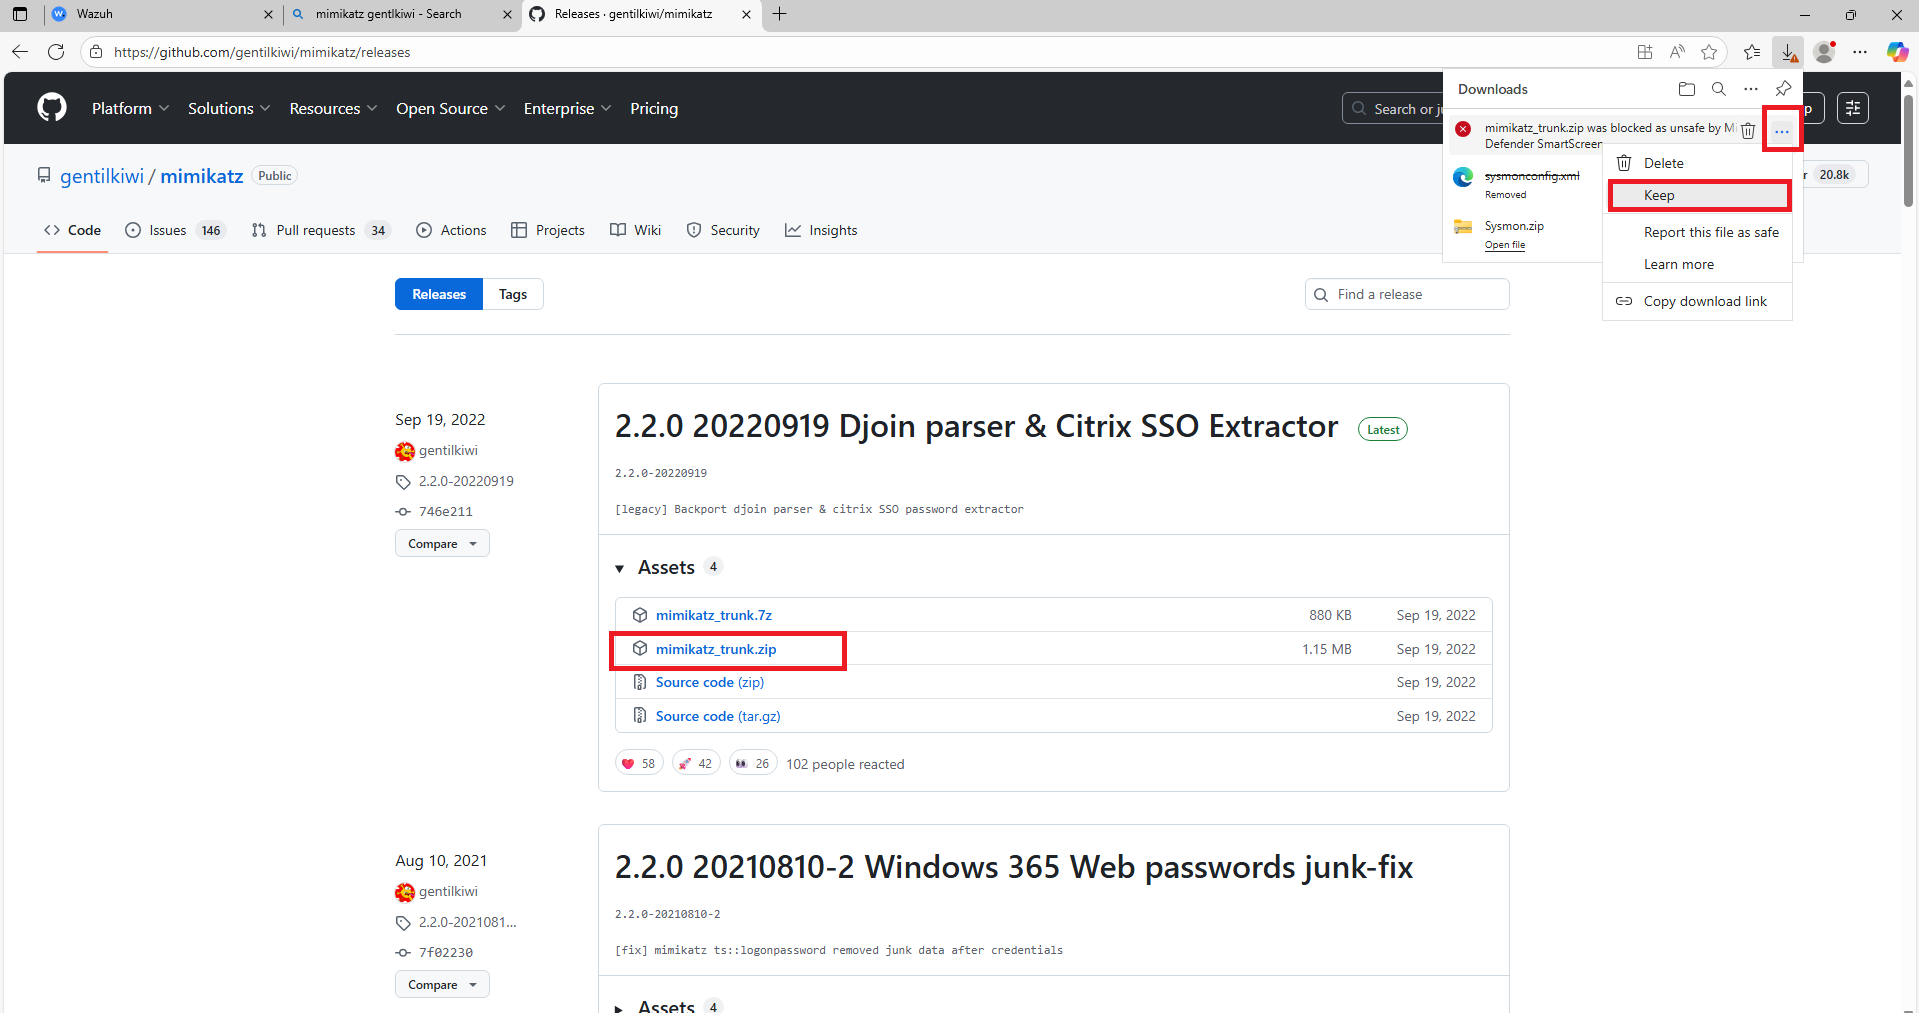 Wazuh
mimikatz gentlkiwi - Search
Releases · gentilkiwi/mimikatz
https://github.com/gentilkiwi/mimikatz/releases
Platform
Solutions
Resources
Open Source
Enterprise
Pricing
Search or ju
p
Downloads
mimikatz_trunk.zip was blocked as unsafe by Mi
Defender SmartScreen
sysmonconfig.xml
Removed
Sysmon.zip
Open file
Delete
Keep
Report this file as safe
Learn more
Copy download link
gentilkiwi / mimikatz
Public
r 20.8k
Code
Issues 146
Pull requests 34
Actions
Projects
Wiki
Security
Insights
Releases
Tags
Find a release
Sep 19, 2022
gentilkiwi
2.2.0-20220919
746e211
Compare
2.2.0 20220919 Djoin parser & Citrix SSO Extractor
Latest
2.2.0-20220919
[legacy] Backport djoin parser & citrix SSO password extractor
Assets 4
mimikatz_trunk.7z 880 KB Sep 19, 2022
mimikatz_trunk.zip 1.15 MB Sep 19, 2022
Source code (zip) Sep 19, 2022
Source code (tar.gz) Sep 19, 2022
58 42 26 102 people reacted
Aug 10, 2021
gentilkiwi
2.2.0-2021081...
7f02230
Compare
2.2.0 20210810-2 Windows 365 Web passwords junk-fix
2.2.0-20210810-2
[fix] mimikatz ts::logonpassword removed junk data after credentials
Assets 4